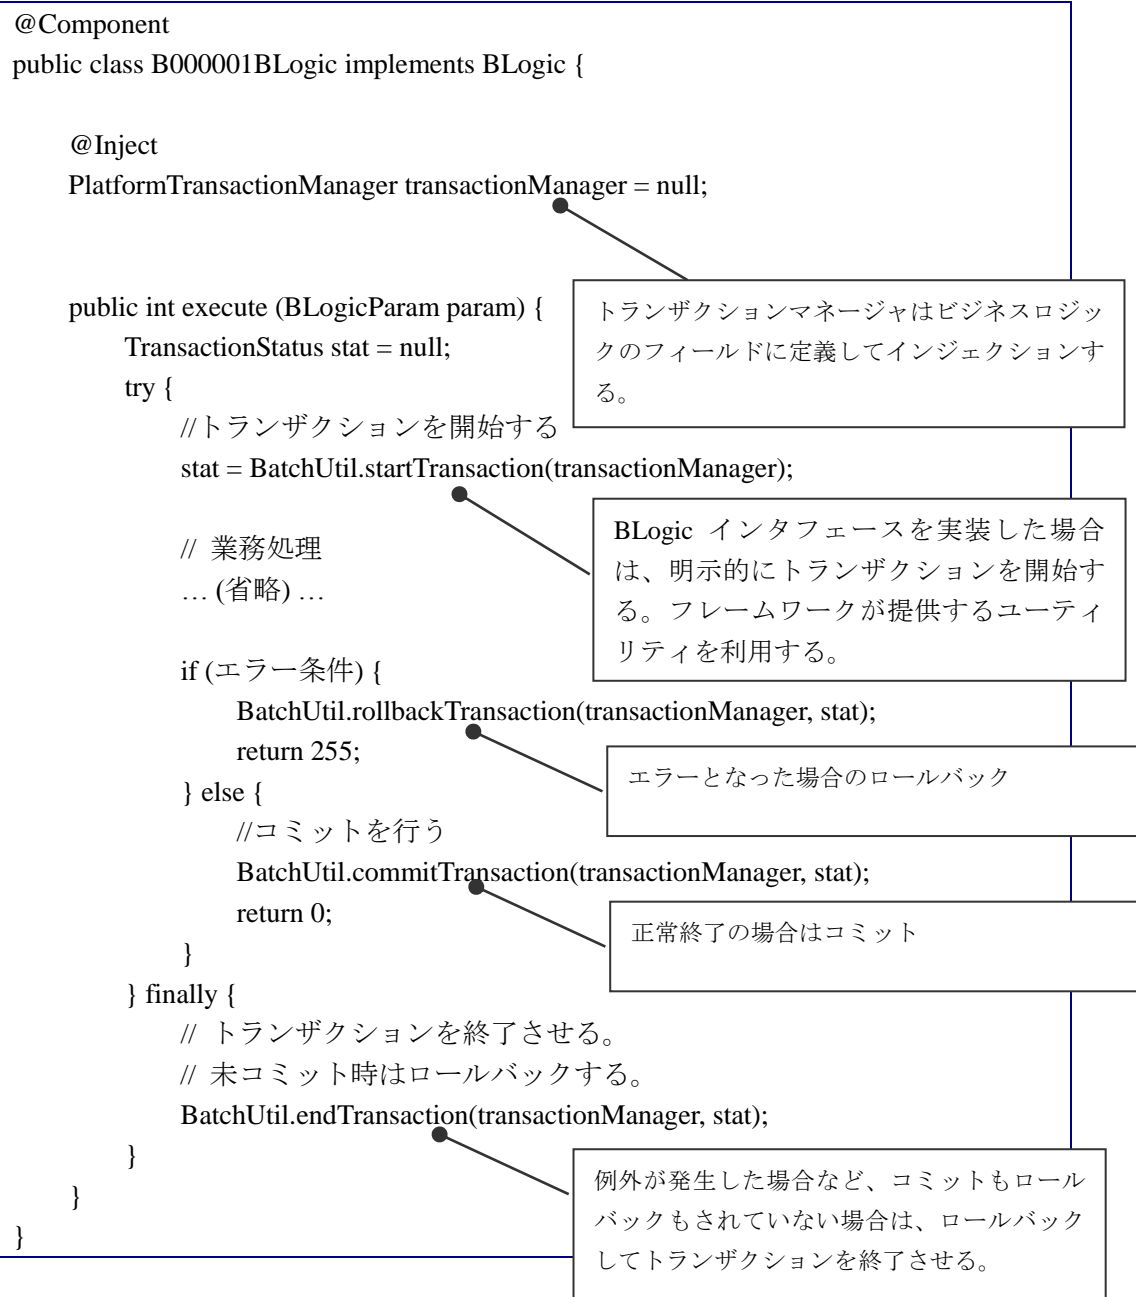 @Component
public class B000001BLogic implements BLogic {
@Inject
PlatformTransactionManager transactionManager = null;
トランザクションマネージャはビジネスロジッ
クのフィールドに定義してインジェクションす
る。
public int execute (BLogicParam param) {
TransactionStatus stat = null;
try {
//トランザクションを開始する
stat = BatchUtil.startTransaction(transactionManager);
BLogic インタフェースを実装した場合
は、明示的にトランザクションを開始す
る。フレームワークが提供するユーティ
リティを利用する。
// 業務処理
… (省略) …
if (エラー条件) {
BatchUtil.rollbackTransaction(transactionManager, stat);
return 255;
エラーとなった場合のロールバック
} else {
//コミットを行う
BatchUtil.commitTransaction(transactionManager, stat);
return 0;
正常終了の場合はコミット
}
} finally {
// トランザクションを終了させる。
// 未コミット時はロールバックする。
BatchUtil.endTransaction(transactionManager, stat);
例外が発生した場合など、コミットもロール
バックもされていない場合は、ロールバック
してトランザクションを終了させる。
}
}
}